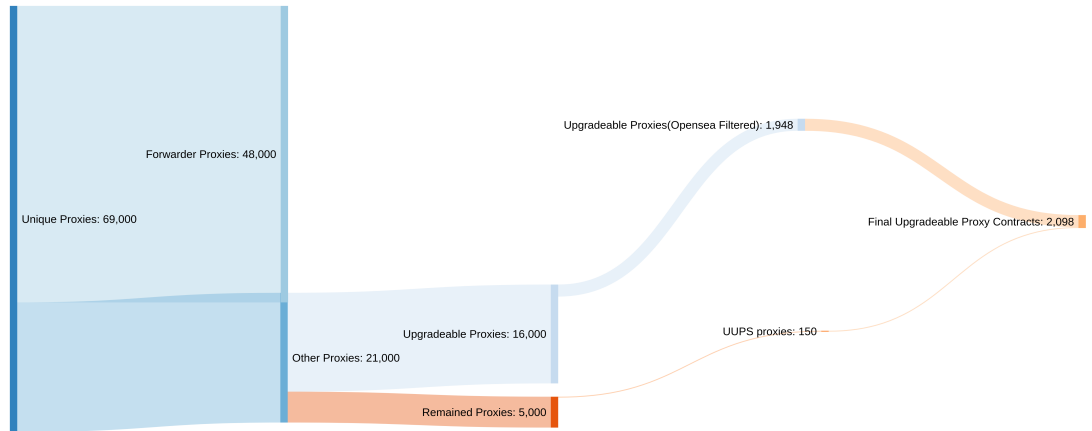 Upgradeable Proxies(Opensea Filtered): 1,948
Forwarder Proxies: 48,000
Unique Proxies: 69,000
Final Upgradeable Proxy Contracts: 2,098
Upgradeable Proxies: 16,000
UUPS proxies: 150
Other Proxies: 21,000
Remained Proxies: 5,000